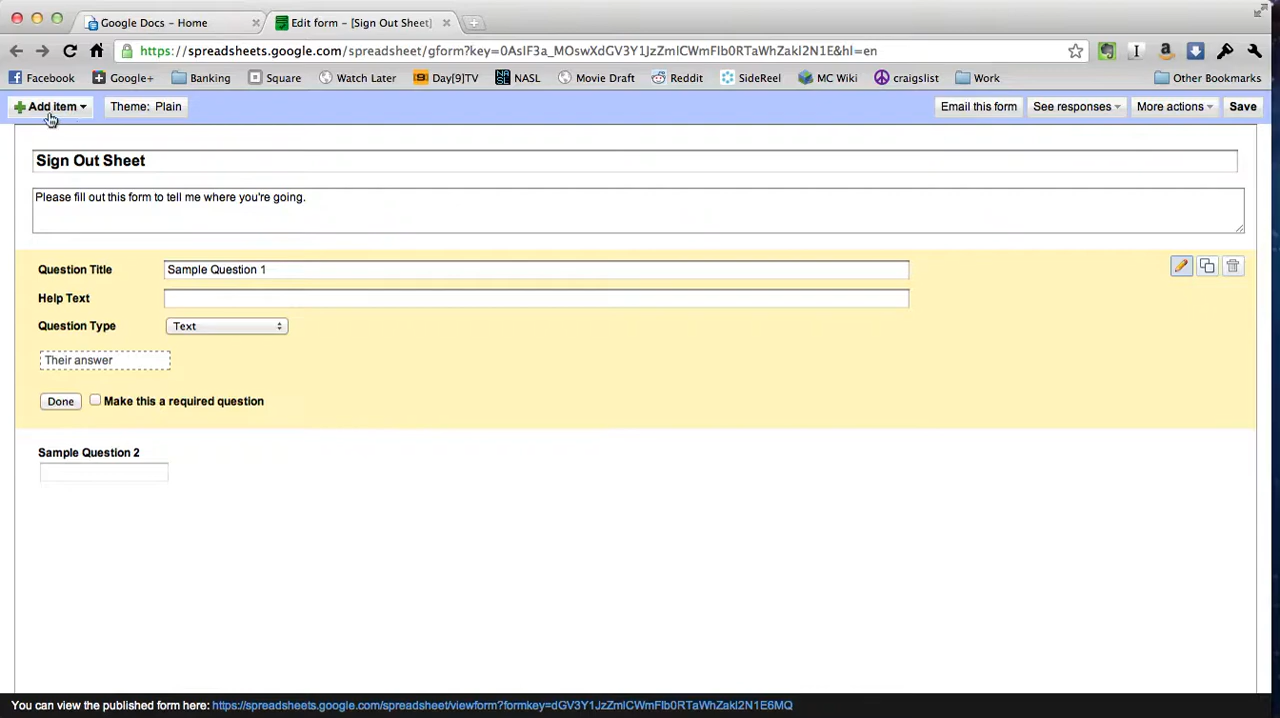 Google Docs - Home
Edit form - [Sign Out Sheet]
https://spreadsheets.google.com/spreadsheet/gform?key=0AsIF3a_MOswXdGV3Y1JzZmlCWmFIb0RTaWhZakI2N1E&hl=en
Facebook Google+ Banking Square Watch Later Day[9]TV NASL Movie Draft Reddit SideReel MC Wiki craigslist Work Other Bookmarks
Add item Theme: Plain Email this form See responses More actions Save
Sign Out Sheet
Please fill out this form to tell me where you're going.
Question Title Sample Question 1
Help Text
Question Type Text
Their answer
Done Make this a required question
Sample Question 2
You can view the published form here: https://spreadsheets.google.com/spreadsheet/viewform?formkey=dGV3Y1JzZmlCWmFIb0RTaWhZakI2N1E6MQ